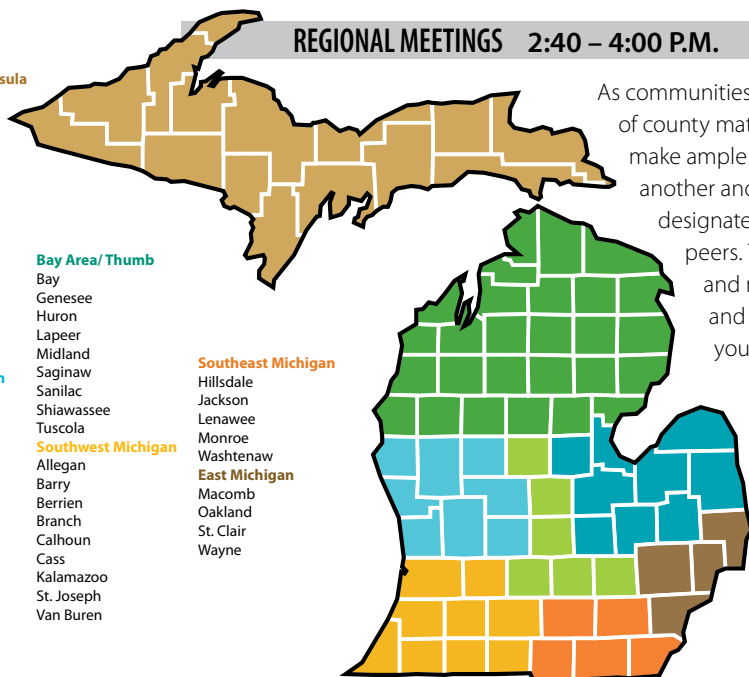 REGIONAL MEETINGS 2:40 – 4:00 P.M.
As communities
of county mat
make ample
another and
designate
peers.
and
and
you
Bay Area/ Thumb
Bay
Genesee
Huron
Lapeer
Midland
Saginaw
Sanilac
Shiawassee
Tuscola
Southwest Michigan
Allegan
Barry
Berrien
Branch
Calhoun
Cass
Kalamazoo
St. Joseph
Van Buren
Southeast Michigan
Hillsdale
Jackson
Lenawee
Monroe
Washtenaw
East Michigan
Macomb
Oakland
St. Clair
Wayne